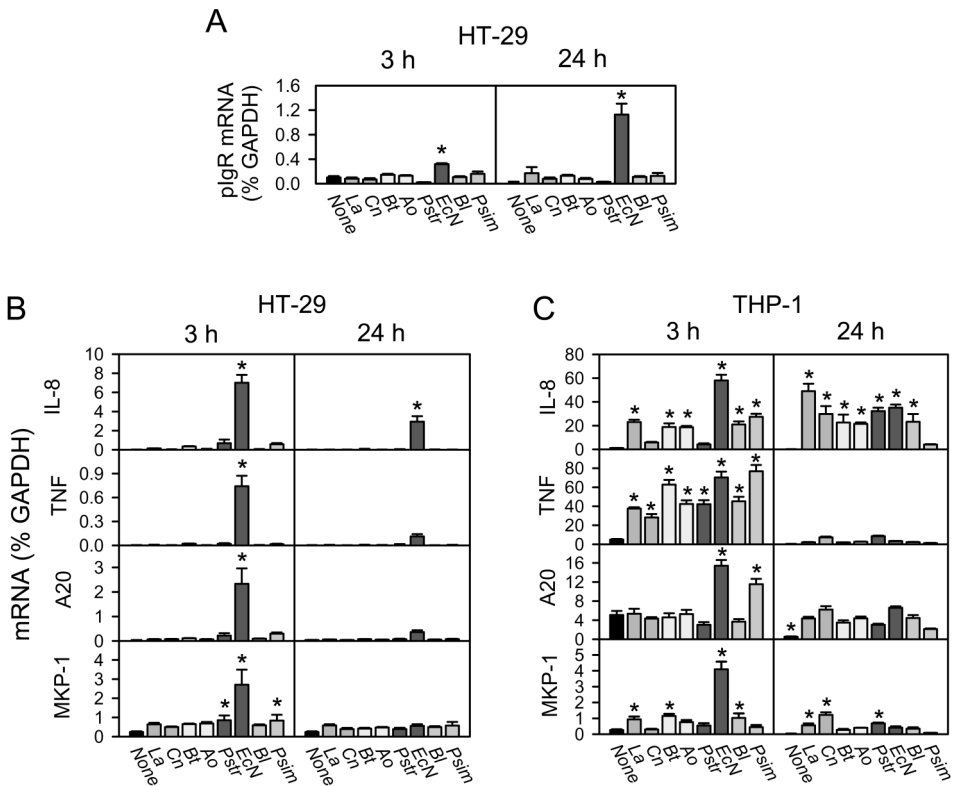 A
HT-29
3 h 24 h
pIgR mRNA
(% GAPDH)
1.6
1.2
0.8
0.4
0.0
*
*
None La Cn Bt Ao Pstr EcN Bl Psim None La Cn Bt Ao Pstr EcN Bl Psim
B
HT-29
3 h 24 h
mRNA (% GAPDH)
IL-8
10
8
6
4
2
0
* *
TNF
0.9
0.6
0.3
0.0
*
A20
3
2
1
0
*
MKP-1
4
3
2
1
0
* * *
None La Cn Bt Ao Pstr EcN Bl Psim None La Cn Bt Ao Pstr EcN Bl Psim
C
THP-1
3 h 24 h
IL-8
80
60
40
20
0
* * * * * * * * * * * * *
TNF
80
60
40
20
0
* * * * * * * *
A20
16
12
8
4
0
* * *
MKP-1
5
4
3
2
1
0
* * * * * * *
None La Cn Bt Ao Pstr EcN Bl Psim None La Cn Bt Ao Pstr EcN Bl Psim